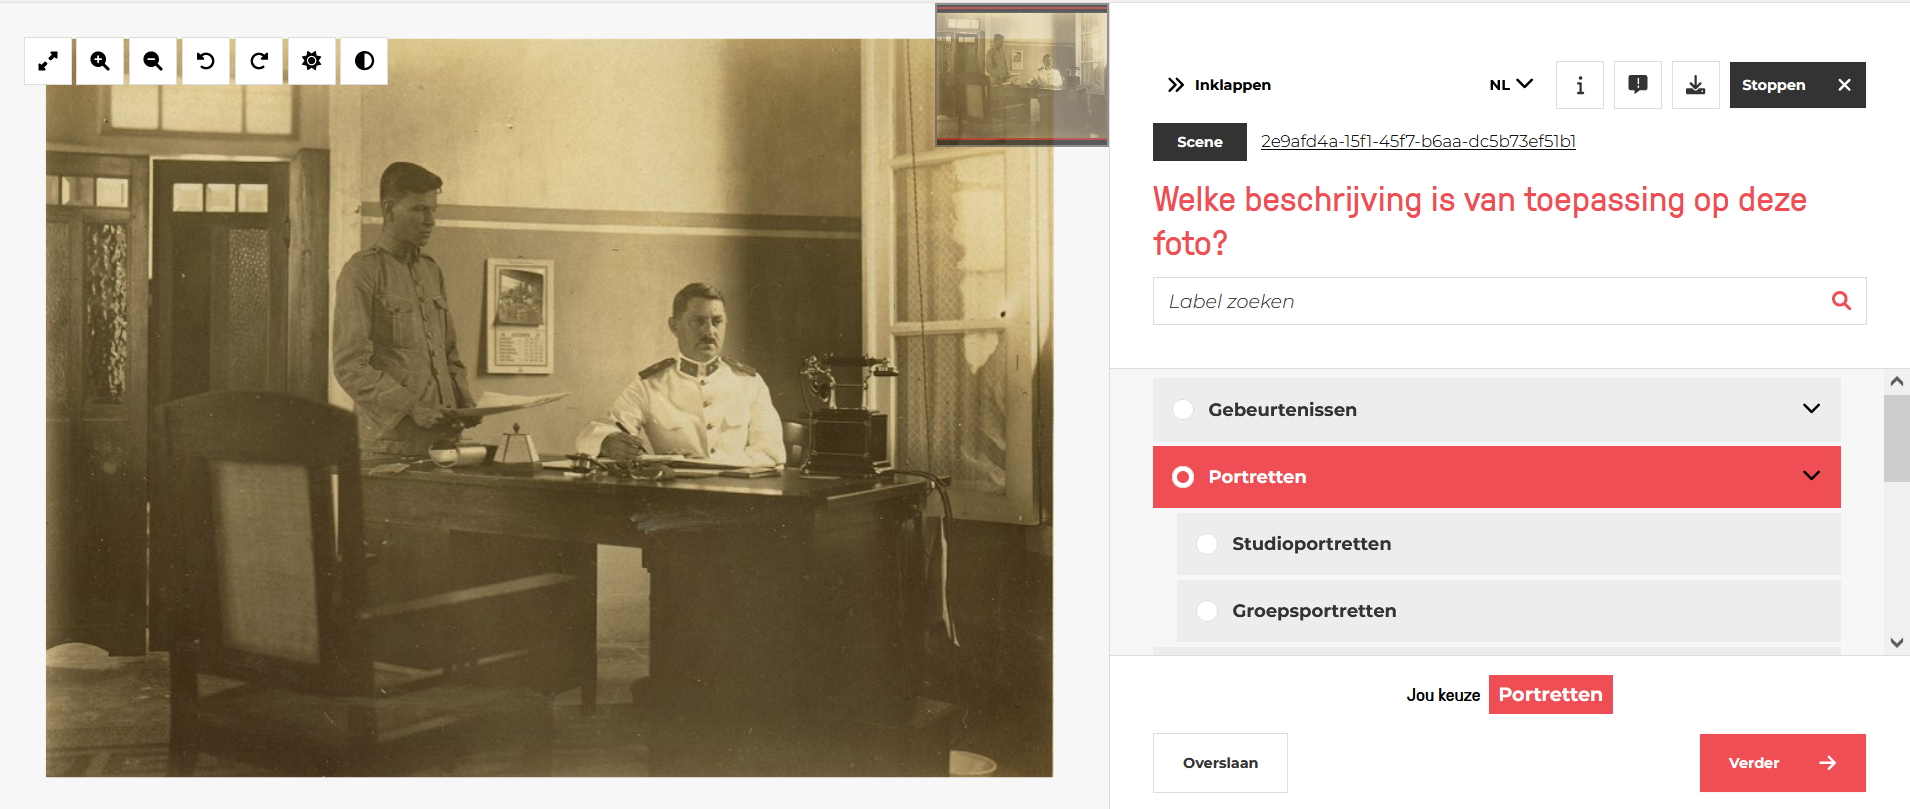 Inklappen
NL
Stoppen
Scene
2e9afd4a-15f1-45f7-b6aa-dc5b73ef51b1
Welke beschrijving is van toepassing op deze
foto?
Label zoeken
Gebeurtenissen
Portretten
Studioportretten
Groepsportretten
Jou keuze Portretten
Overslaan
Verder